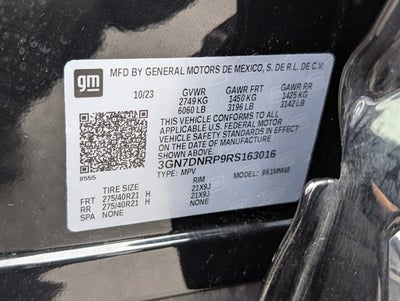 gm
MFD BY GENERAL MOTORS DE MEXICO, S. DE R.L. DE C.V.
10/23 GVWR GAWR FRT GAWR RR
2749 KG 1450 KG 1425 KG
6060 LB 3196 LB 3142 LB
THIS VEHICLE CONFORMS TO ALL
APPLICABLE U.S. FEDERAL MOTOR
VEHICLE SAFETY STANDARDS IN EFFECT
ON THE DATE OF MANUFACTURE
SHOWN ABOVE.
3GN7DNRP9RS163016
8555 TYPE: MPV MODEL:
TIRE SIZE RIM
FRT 275/40R21 H 21X9J
RR 275/40R21 H 21X9J
SPA NONE NONE